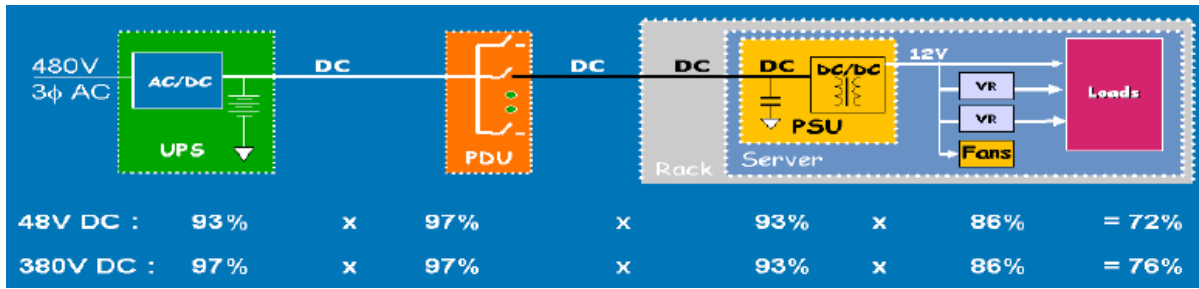 480V
3ϕ AC
AC/DC
UPS
DC
PDU
DC
DC
DC
DC/DC
PSU
12V
VR
VR
Fans
Loads
Rack
Server
48V DC : 93% x 97% x 93% x 86% = 72%
380V DC : 97% x 97% x 93% x 86% = 76%